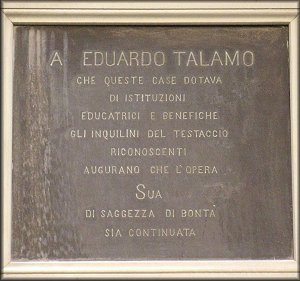 A EDUARDO TALAMO
CHE QUESTE CASE DOTAVA
DI ISTITUZIONI
EDUCATRICI E BENEFICHE
GLI INQUILINI DEL TESTACCIO
RICONOSCENTI
AUGURANO CHE L'OPERA
SUA
DI SAGGEZZA DI BONTÀ
SIA CONTINUATA